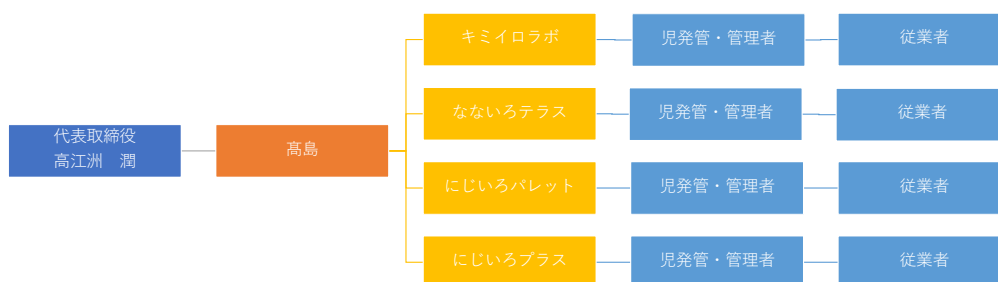 代表取締役
高江洲　潤
髙島
キミイロラボ
児発管・管理者
従業者
なないろテラス
児発管・管理者
従業者
にじいろパレット
児発管・管理者
従業者
にじいろプラス
児発管・管理者
従業者